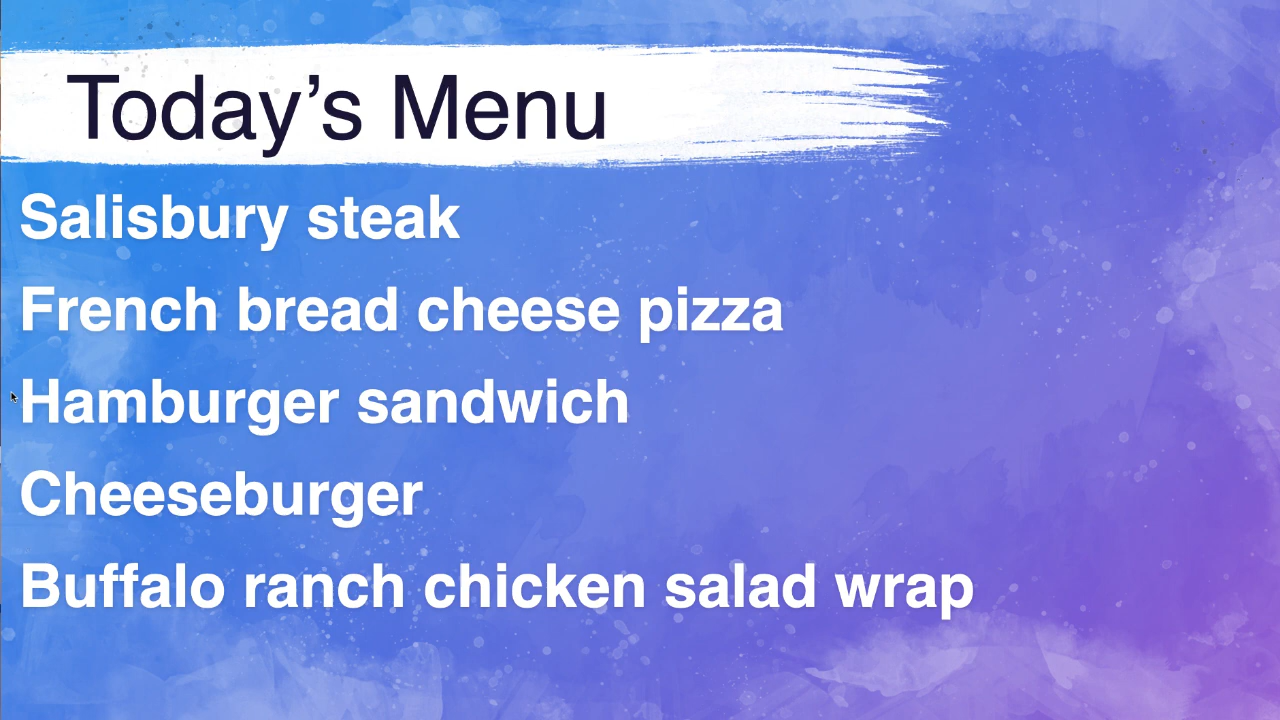 Today’s Menu
Salisbury steak
French bread cheese pizza
Hamburger sandwich
Cheeseburger
Buffalo ranch chicken salad wrap